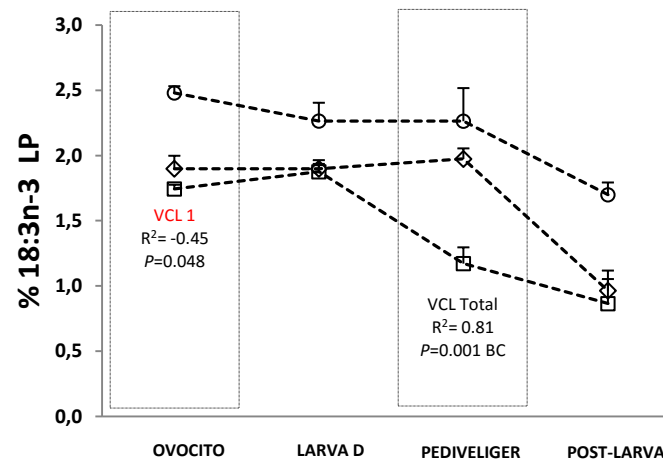 3,0
2,5
2,0
1,5
1,0
0,5
0,0
% 18:3n-3 LP
VCL 1
R²= -0.45
P=0.048
VCL Total
R²= 0.81
P=0.001 BC
OVOCITO LARVA D PEDIVELIGER POST-LARVA